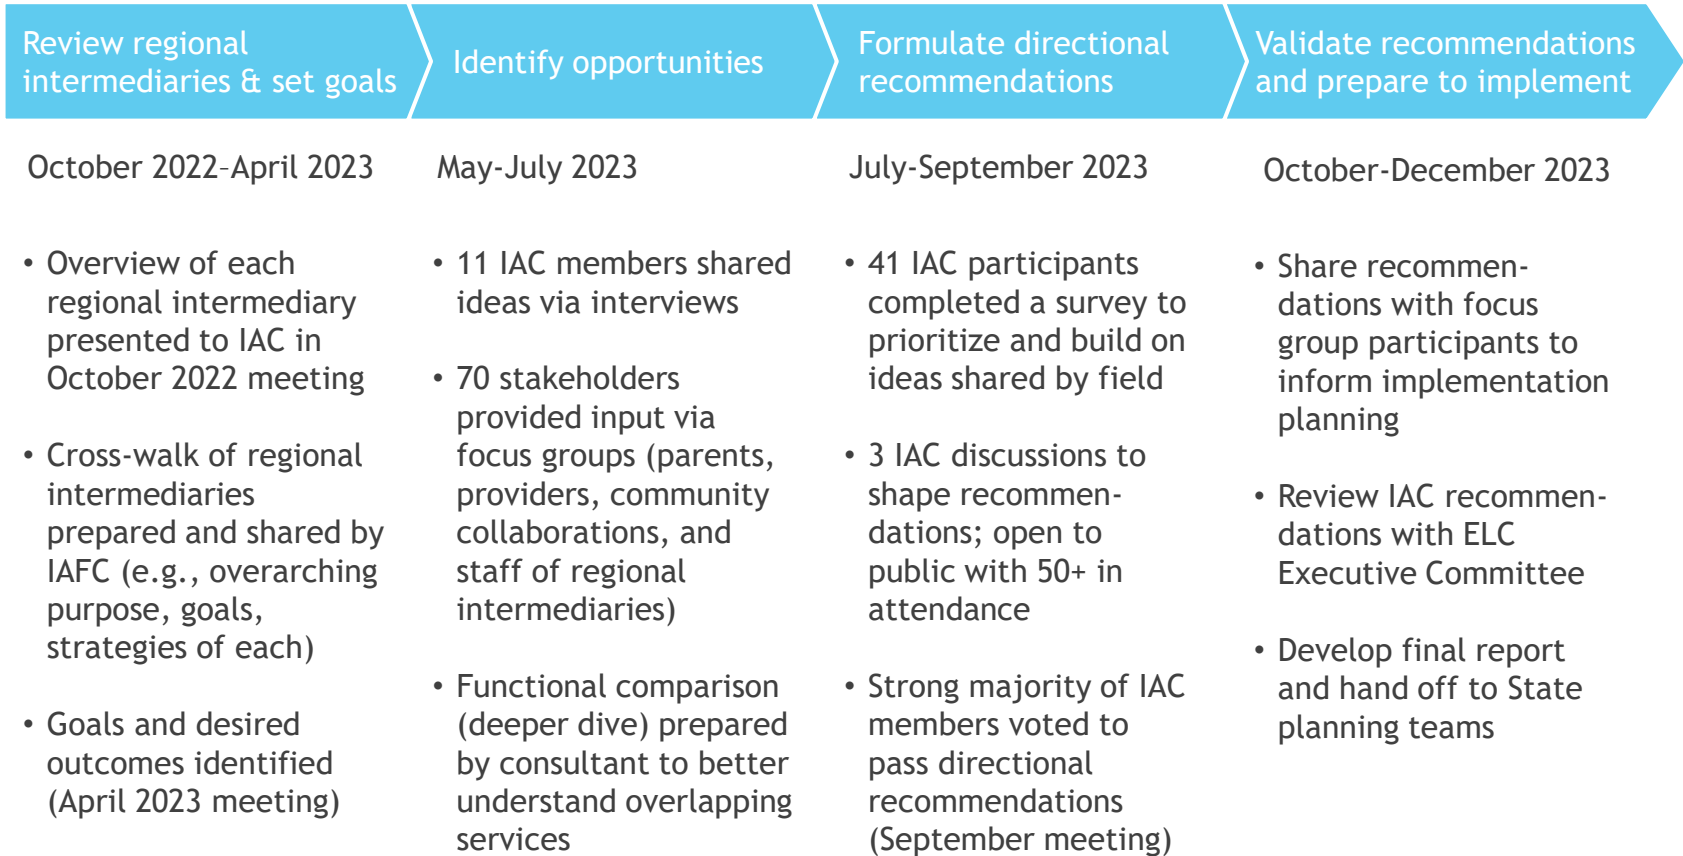 Review regional
intermediaries & set goals
Identify opportunities
Formulate directional
recommendations
Validate recommendations
and prepare to implement
October 2022–April 2023
• Overview of each
regional intermediary
presented to IAC in
October 2022 meeting
• Cross-walk of regional
intermediaries
prepared and shared by
IAFC (e.g., overarching
purpose, goals,
strategies of each)
• Goals and desired
outcomes identified
(April 2023 meeting)
May-July 2023
• 11 IAC members shared
ideas via interviews
• 70 stakeholders
provided input via
focus groups (parents,
providers, community
collaborations, and
staff of regional
intermediaries)
• Functional comparison
(deeper dive) prepared
by consultant to better
understand overlapping
services
July-September 2023
• 41 IAC participants
completed a survey to
prioritize and build on
ideas shared by field
• 3 IAC discussions to
shape recommen-
dations; open to
public with 50+ in
attendance
• Strong majority of IAC
members voted to
pass directional
recommendations
(September meeting)
October-December 2023
• Share recommen-
dations with focus
group participants to
inform implementation
planning
• Review IAC recommen-
dations with ELC
Executive Committee
• Develop final report
and hand off to State
planning teams